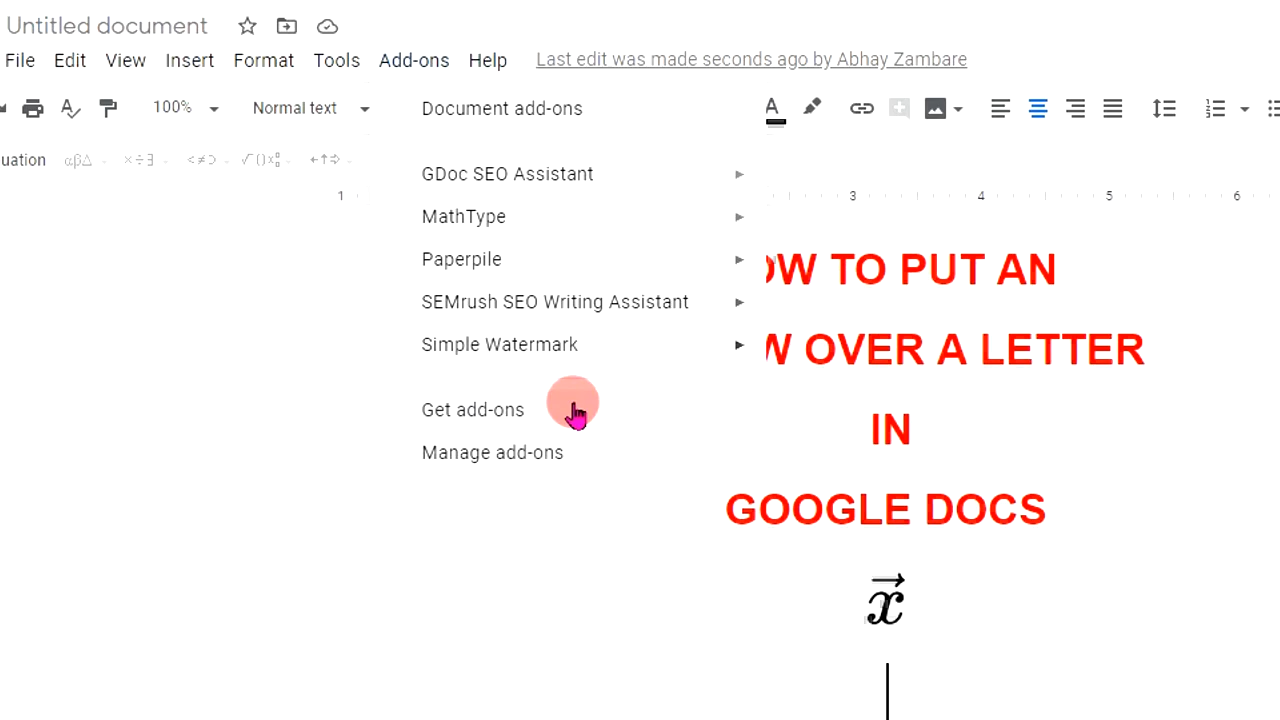 Untitled document
File Edit View Insert Format Tools Add-ons Help Last edit was made seconds ago by Abhay Zambare
100% Normal text Document add-ons A
uation αβΔ ×÷∃ <≠⊃ √()x ←↑⇒
GDoc SEO Assistant
1 3 4 5 6
MathType
Paperpile
OW TO PUT AN
SEMrush SEO Writing Assistant
Simple Watermark
W OVER A LETTER
Get add-ons
IN
Manage add-ons
GOOGLE DOCS
x⃗